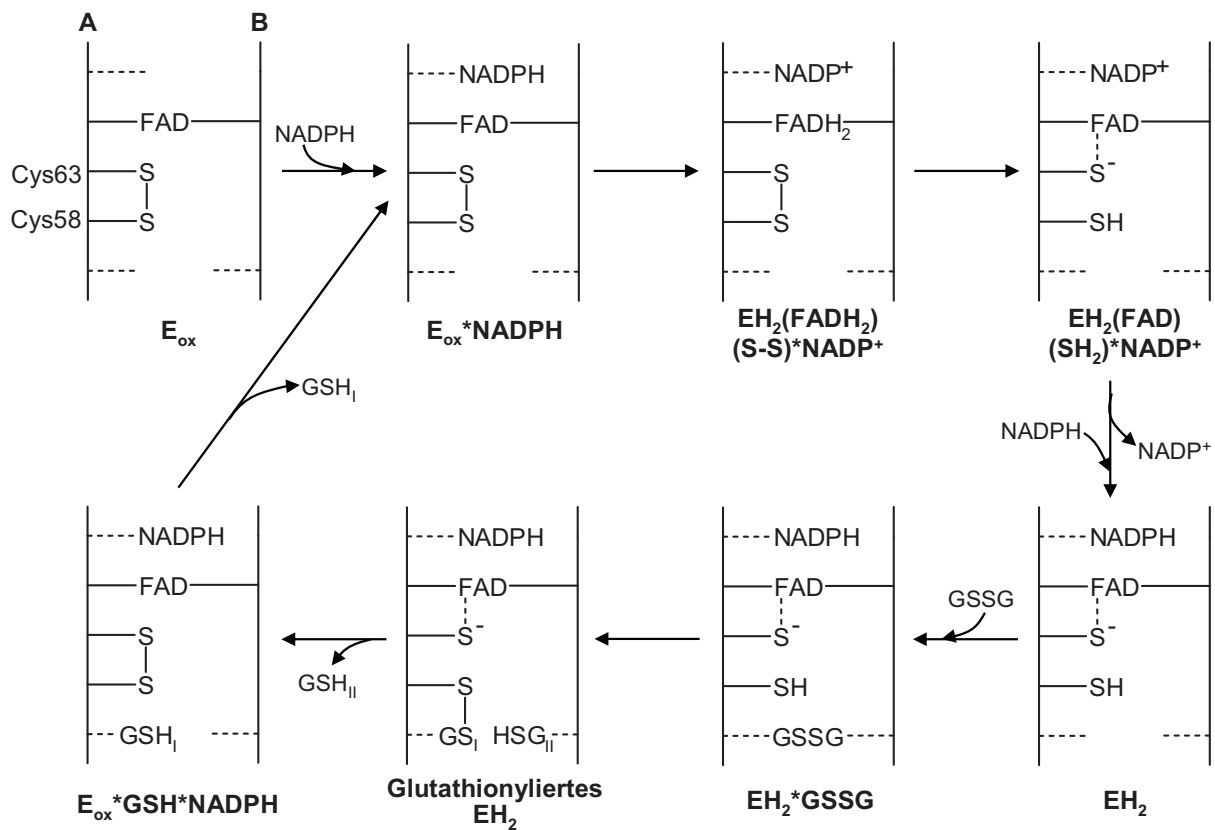 A B
FAD
Cys63 S
Cys58 S
E_ox
NADPH
NADPH
FAD
S
S
E_ox*NADPH
NADP⁺
FADH₂
S
S
EH₂(FADH₂)
(S-S)*NADP⁺
NADP⁺
FAD
S⁻
SH
EH₂(FAD)
(SH₂)*NADP⁺
GSH_I
NADPH
NADP⁺
NADPH
FAD
S
S
GSH_I
E_ox*GSH*NADPH
GSH_II
NADPH
FAD
S⁻
S
GS_I HSG_II
Glutathionyliertes
EH₂
NADPH
FAD
S⁻
SH
GSSG
EH₂*GSSG
GSSG
NADPH
FAD
S⁻
SH
EH₂